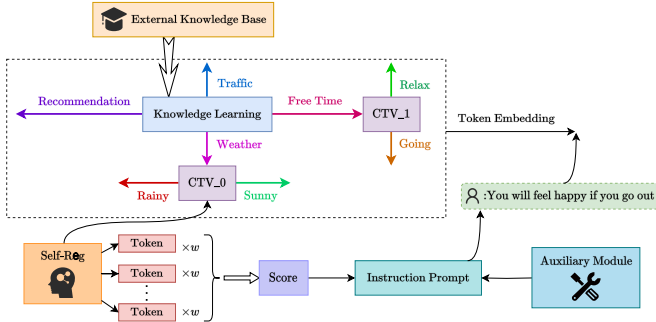 External Knowledge Base
Traffic
Relax
Recommendation
Knowledge Learning
Free Time
CTV_1
Token Embedding
Weather
Going
Rainy
CTV_0
Sunny
:You will feel happy if you go out
Self-Reg
Token ×w
Token ×w
⋮
Token ×w
Score
Instruction Prompt
Auxiliary Module